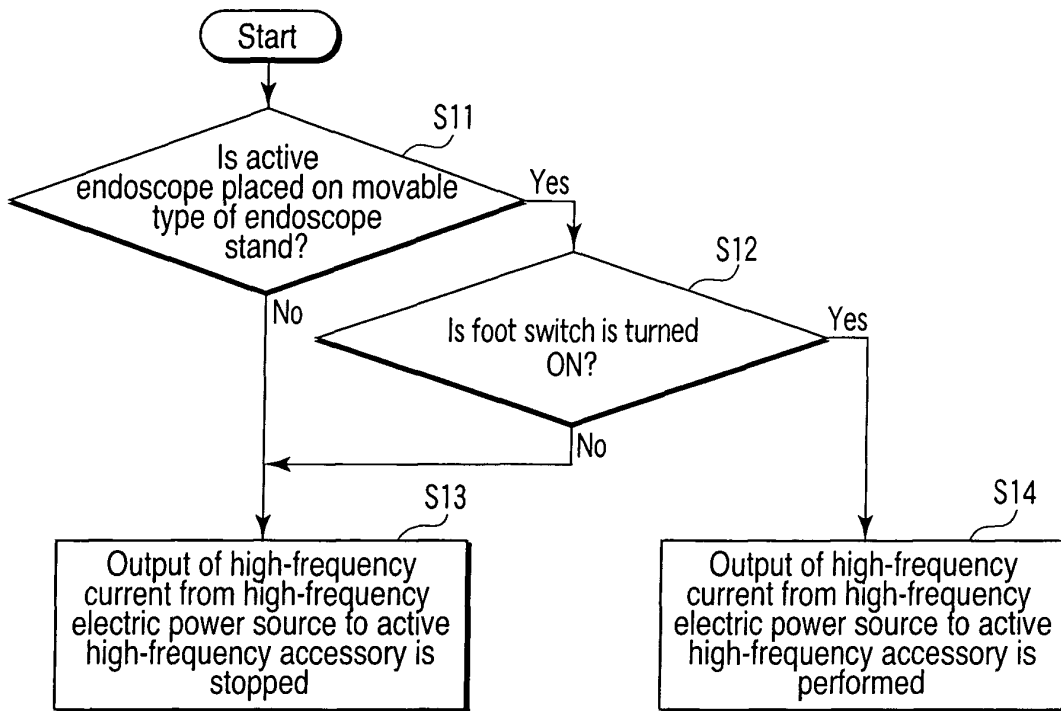 Start
S11
Is active
endoscope placed on movable
type of endoscope
stand?
Yes
No
S12
Is foot switch is turned
ON?
Yes
No
S13
Output of high-frequency
current from high-frequency
electric power source to active
high-frequency accessory is
stopped
S14
Output of high-frequency
current from high-frequency
electric power source to active
high-frequency accessory is
performed